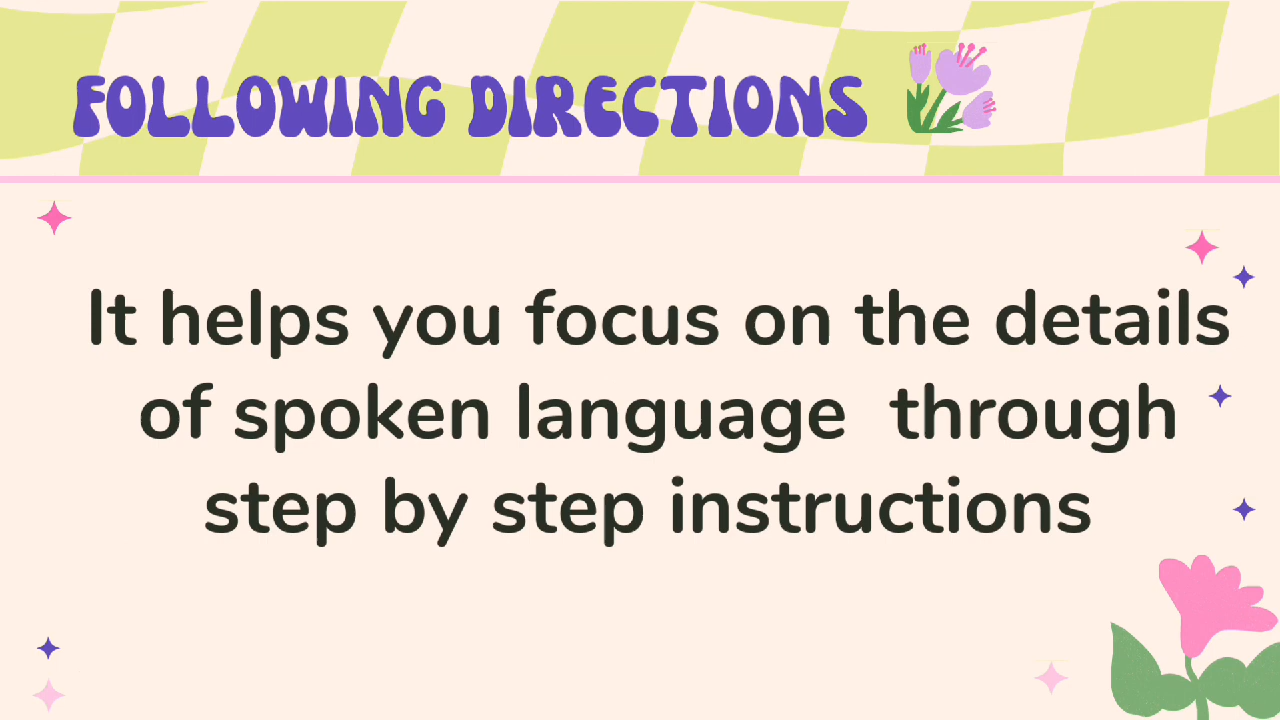 FOLLOWING DIRECTIONS
It helps you focus on the details
of spoken language  through
step by step instructions